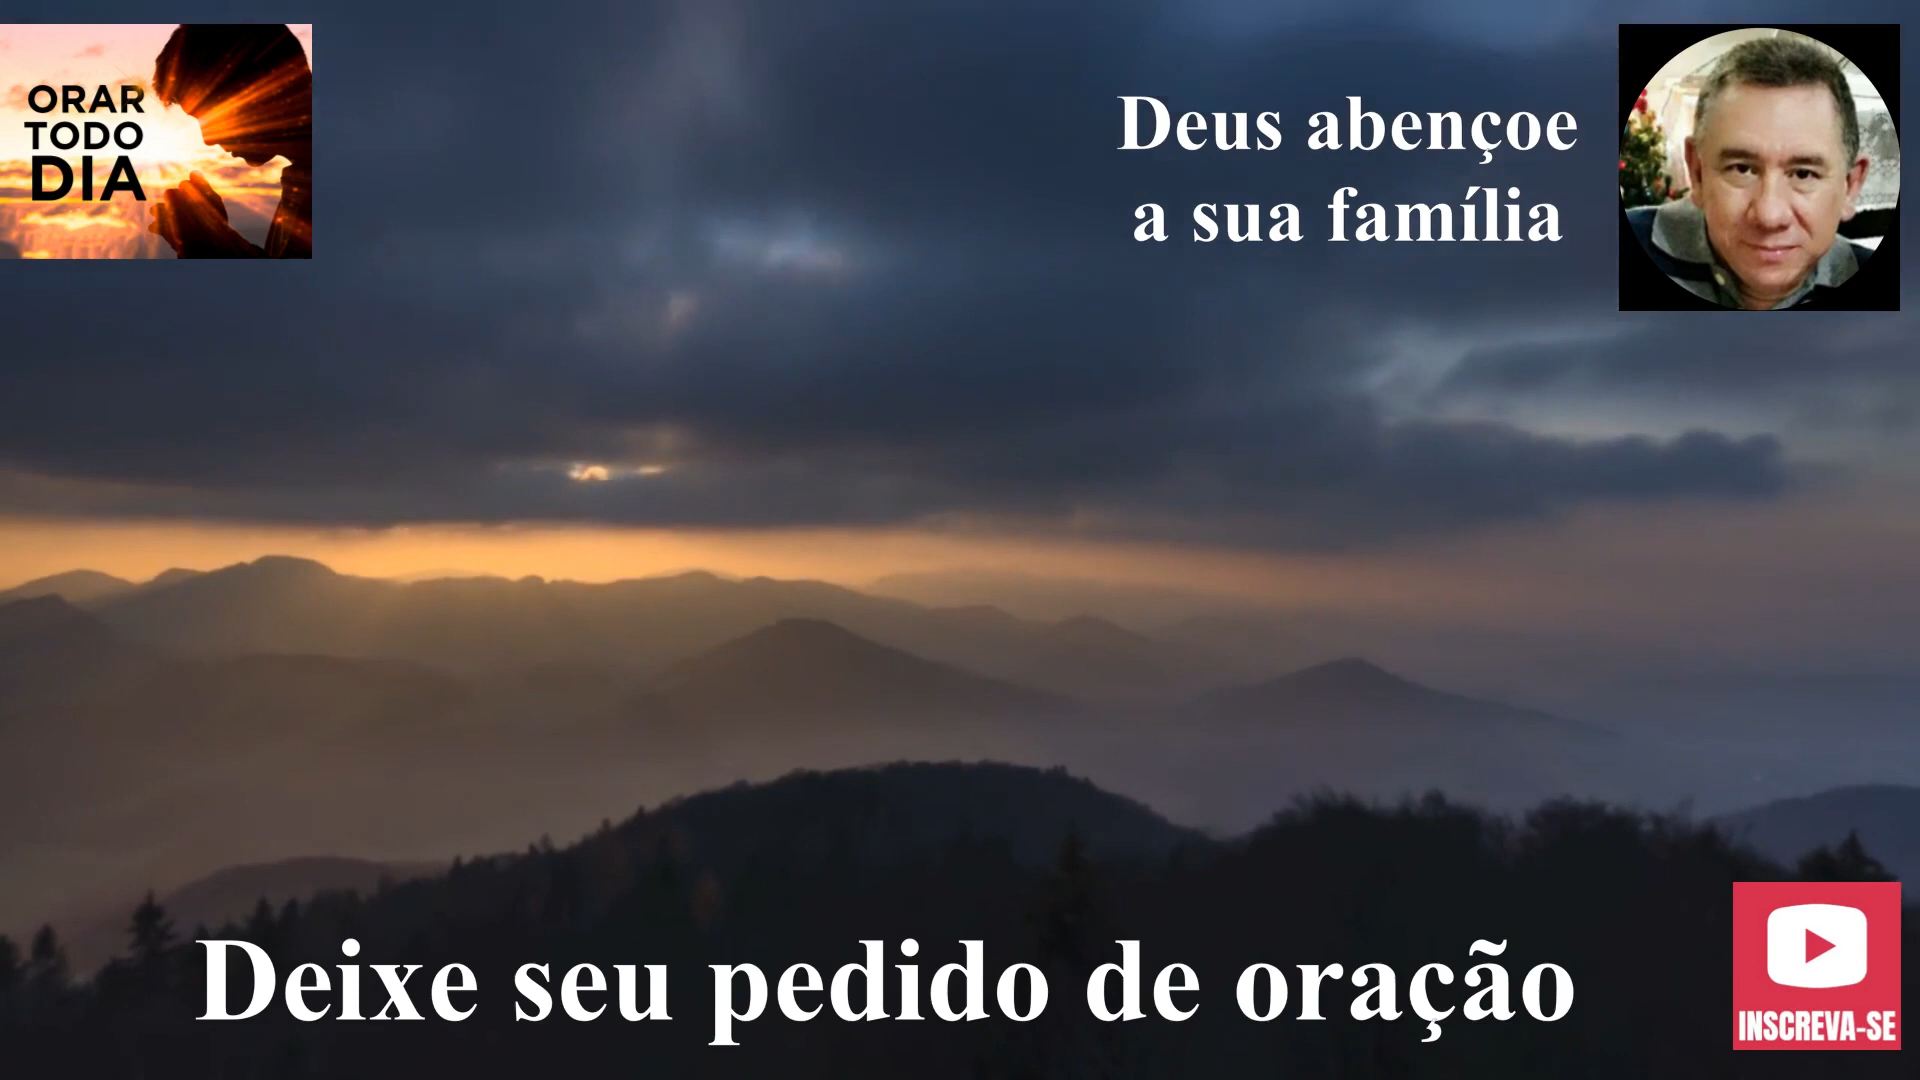 ORAR
TODO
DIA
Deus abençoe
a sua família
Deixe seu pedido de oração
INSCREVA-SE